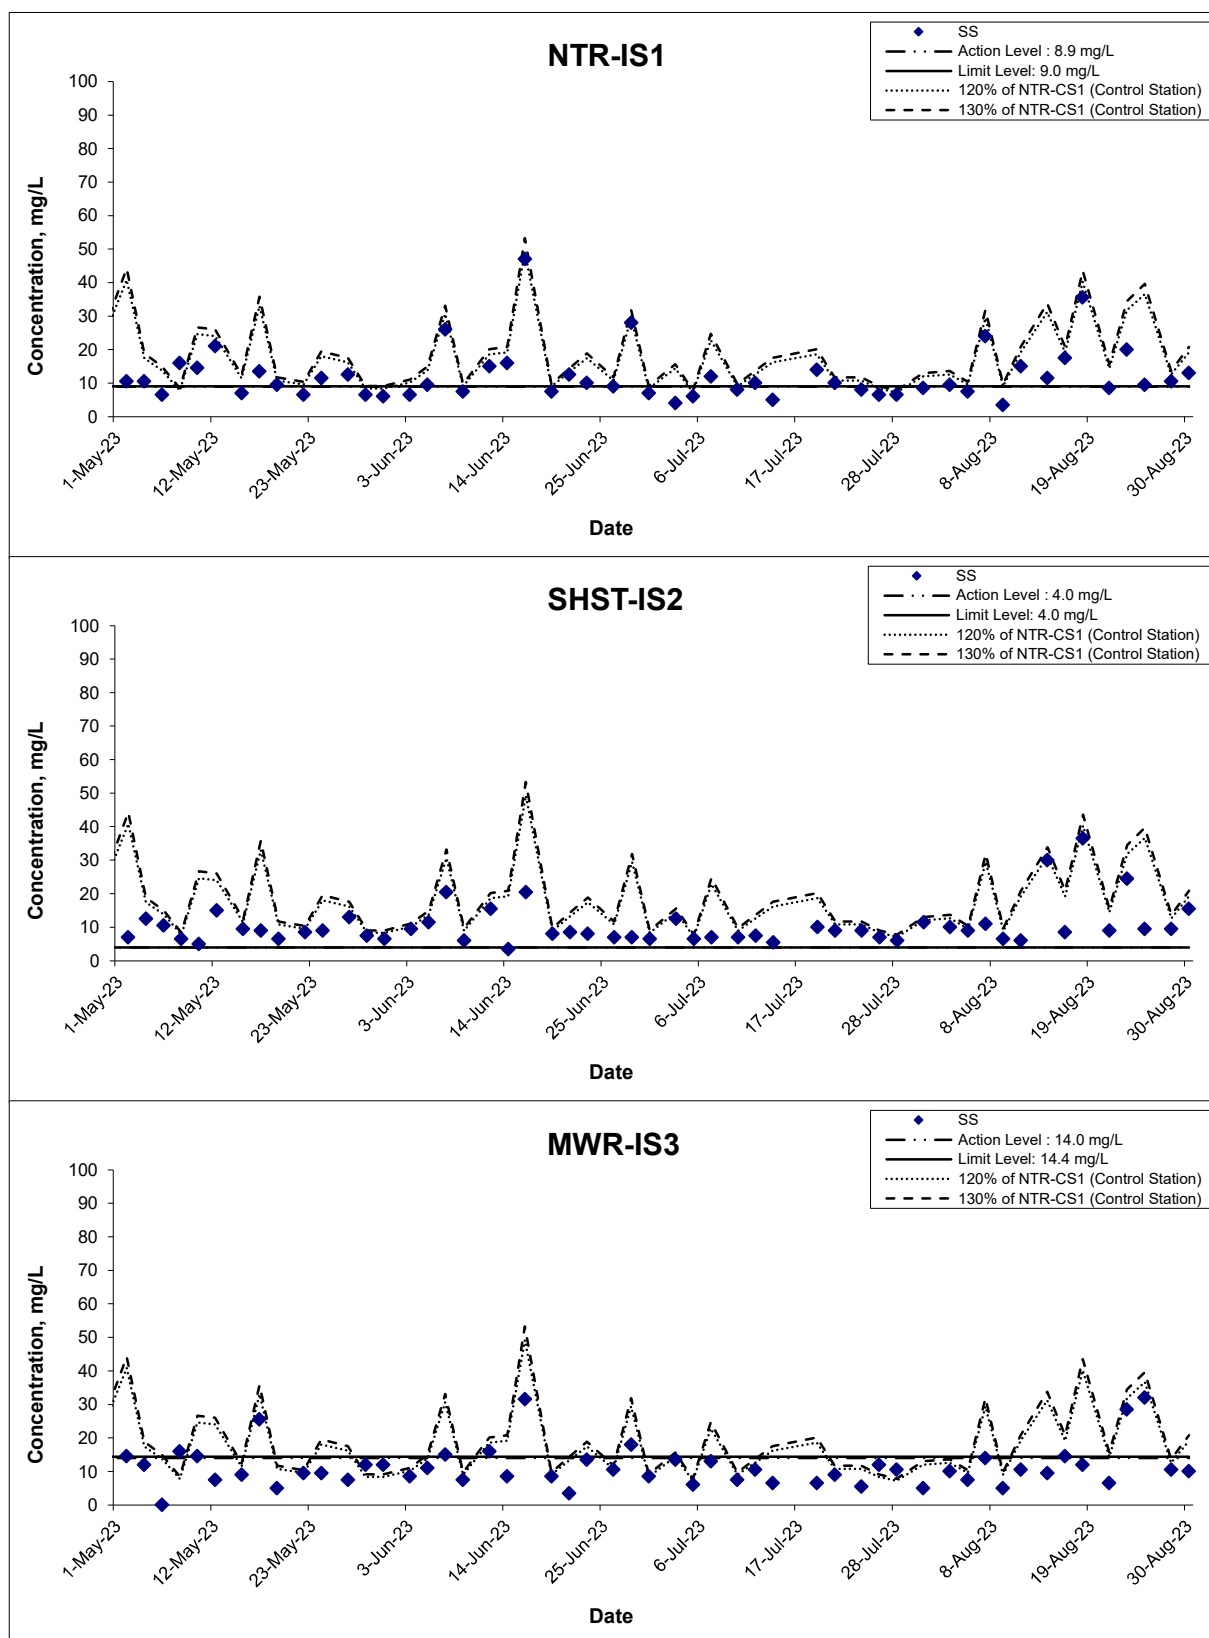 NTR-IS1
SS
Action Level : 8.9 mg/L
Limit Level: 9.0 mg/L
120% of NTR-CS1 (Control Station)
130% of NTR-CS1 (Control Station)
Concentration, mg/L
100
90
80
70
60
50
40
30
20
10
0
1-May-23
12-May-23
23-May-23
3-Jun-23
14-Jun-23
25-Jun-23
6-Jul-23
17-Jul-23
28-Jul-23
8-Aug-23
19-Aug-23
30-Aug-23
Date
SHST-IS2
SS
Action Level : 4.0 mg/L
Limit Level: 4.0 mg/L
120% of NTR-CS1 (Control Station)
130% of NTR-CS1 (Control Station)
Concentration, mg/L
100
90
80
70
60
50
40
30
20
10
0
1-May-23
12-May-23
23-May-23
3-Jun-23
14-Jun-23
25-Jun-23
6-Jul-23
17-Jul-23
28-Jul-23
8-Aug-23
19-Aug-23
30-Aug-23
Date
MWR-IS3
SS
Action Level : 14.0 mg/L
Limit Level: 14.4 mg/L
120% of NTR-CS1 (Control Station)
130% of NTR-CS1 (Control Station)
Concentration, mg/L
100
90
80
70
60
50
40
30
20
10
0
1-May-23
12-May-23
23-May-23
3-Jun-23
14-Jun-23
25-Jun-23
6-Jul-23
17-Jul-23
28-Jul-23
8-Aug-23
19-Aug-23
30-Aug-23
Date